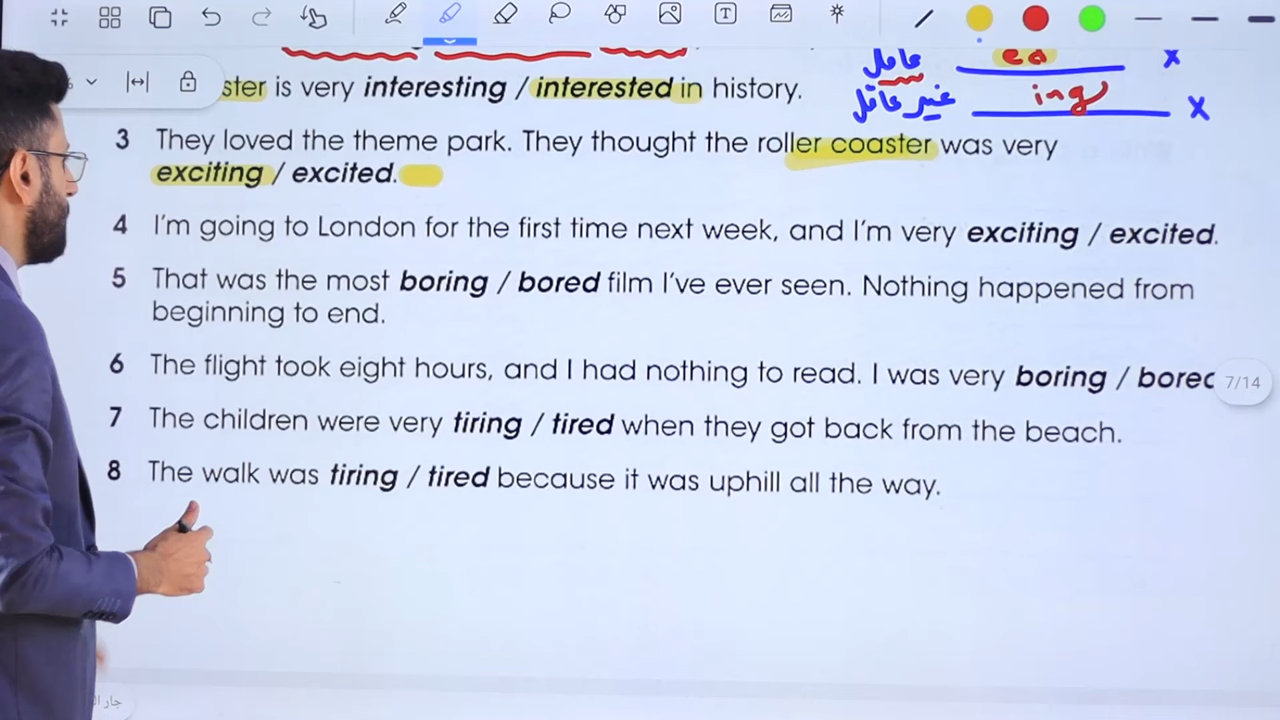 عاقل ed x
ster is very interesting / interested in history.
غير عاقل ing x
3 They loved the theme park. They thought the roller coaster was very
exciting / excited.
4 I'm going to London for the first time next week, and I'm very exciting / excited.
5 That was the most boring / bored film I've ever seen. Nothing happened from
beginning to end.
6 The flight took eight hours, and I had nothing to read. I was very boring / bored
7/14
7 The children were very tiring / tired when they got back from the beach.
8 The walk was tiring / tired because it was uphill all the way.